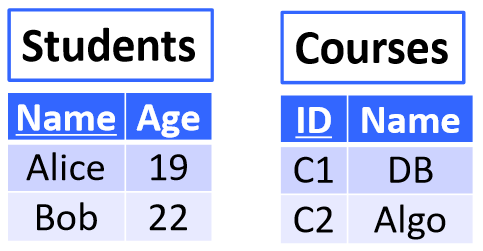 Students
Name Age
Alice 19
Bob 22
Courses
ID Name
C1 DB
C2 Algo